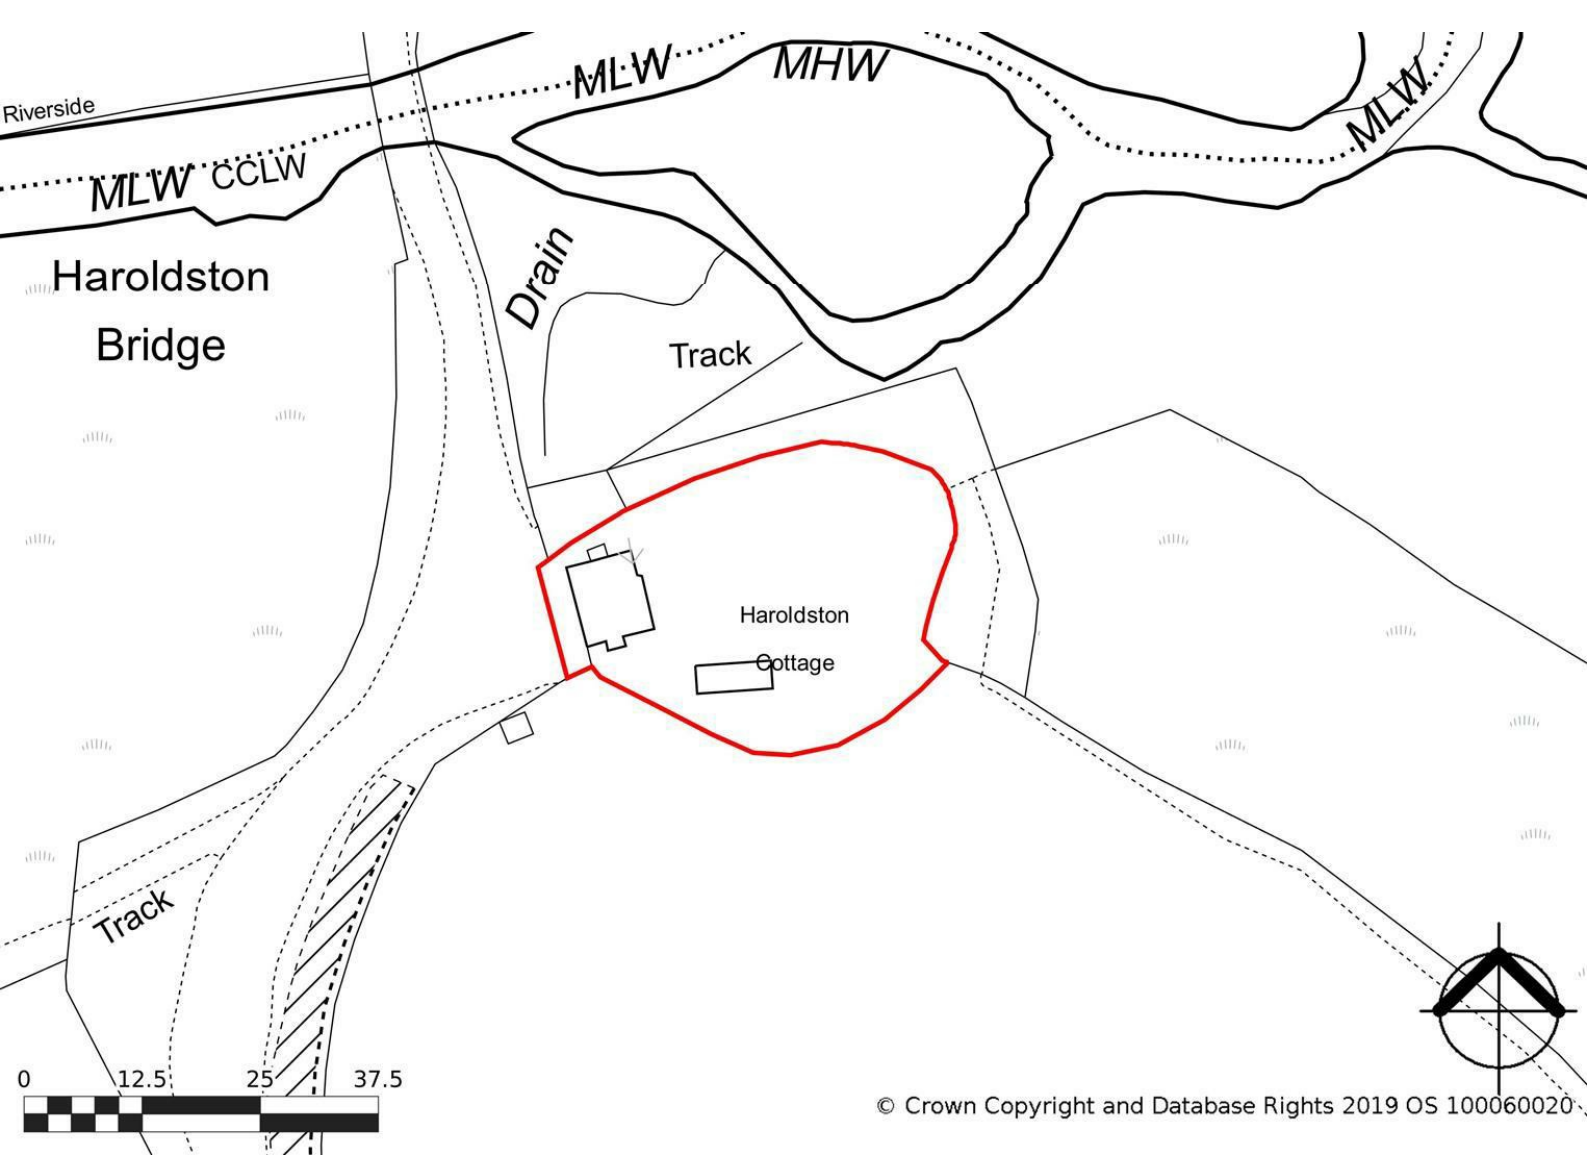 MLW
MHW
MLW
Riverside
MLW
CCLW
Drain
Haroldston
Bridge
Track
Haroldston
Cottage
Track
0 12.5 25 37.5
© Crown Copyright and Database Rights 2019 OS 100060020